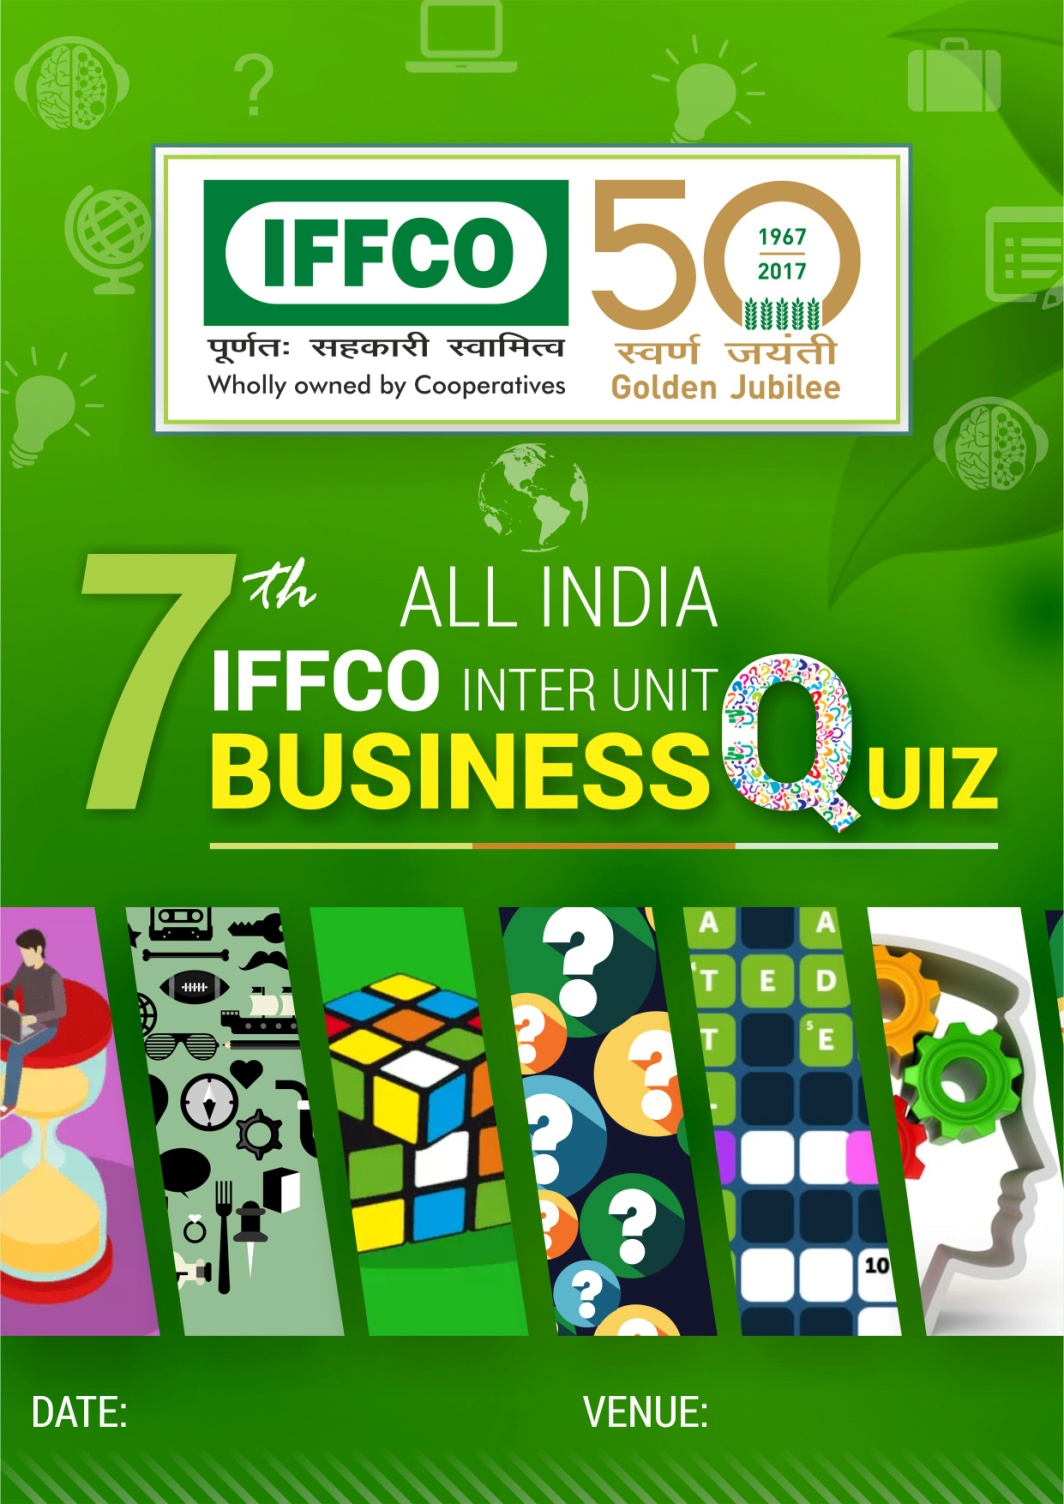 IFFCO
पूर्णतः सहकारी स्वामित्व
Wholly owned by Cooperatives
50
1967
2017
स्वर्ण जयंती
Golden Jubilee
7th ALL INDIA
IFFCO INTER UNIT
BUSINESS QUIZ
A A
T E D
T 5 E
10
DATE:
VENUE: